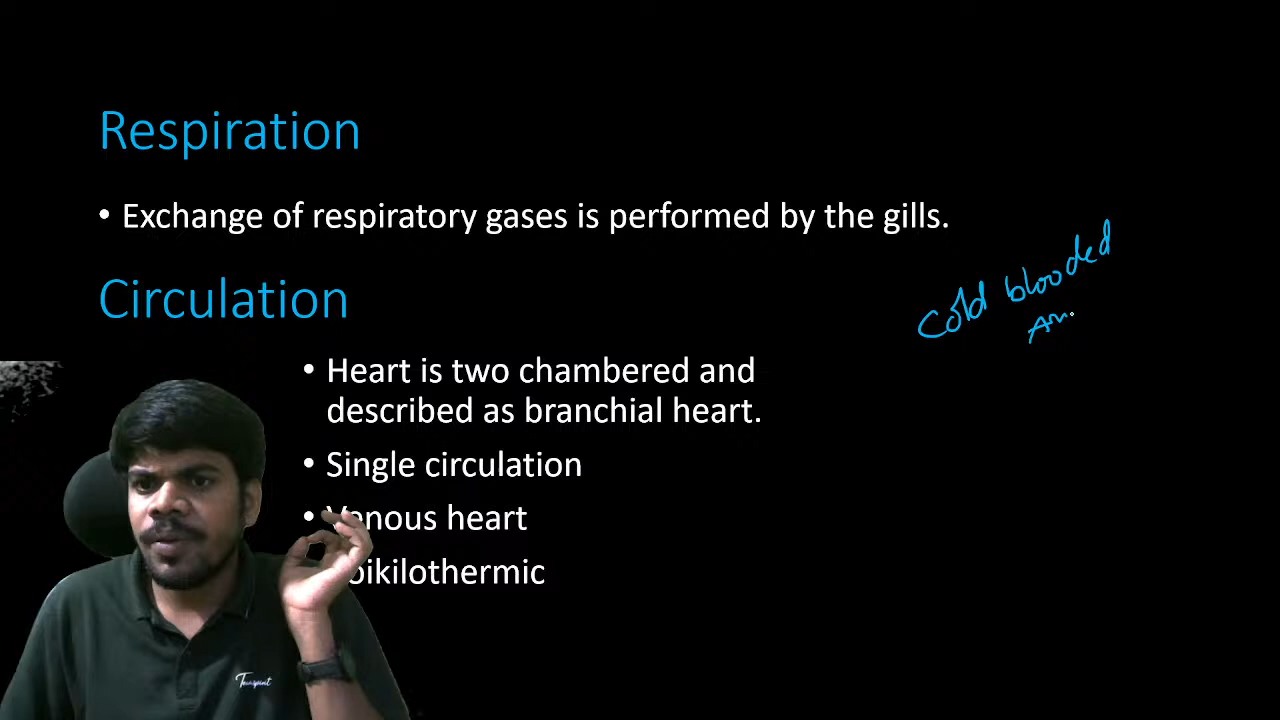 Respiration
• Exchange of respiratory gases is performed by the gills.
Circulation
Cold blooded
• Heart is two chambered and
described as branchial heart.
• Single circulation
• Venous heart
oikilothermic